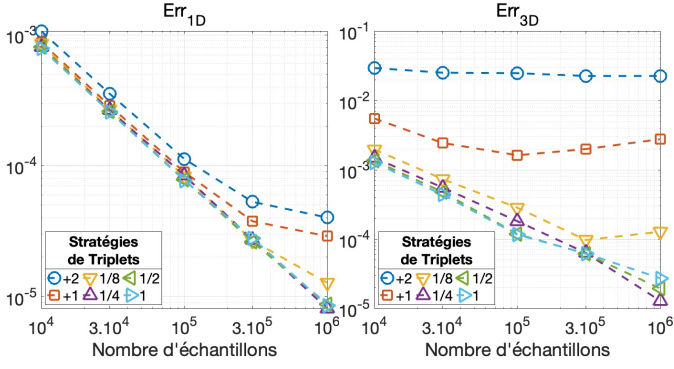 Err1D
10^-3
10^-4
10^-5
10^4
3.10^4
10^5
3.10^5
10^6
Nombre d'échantillons
Stratégies
de Triplets
+2 1/8 1/2
+1 1/4 1
Err3D
10^-1
10^-2
10^-3
10^-4
10^-5
10^4
3.10^4
10^5
3.10^5
10^6
Nombre d'échantillons
Stratégies
de Triplets
+2 1/8 1/2
+1 1/4 1